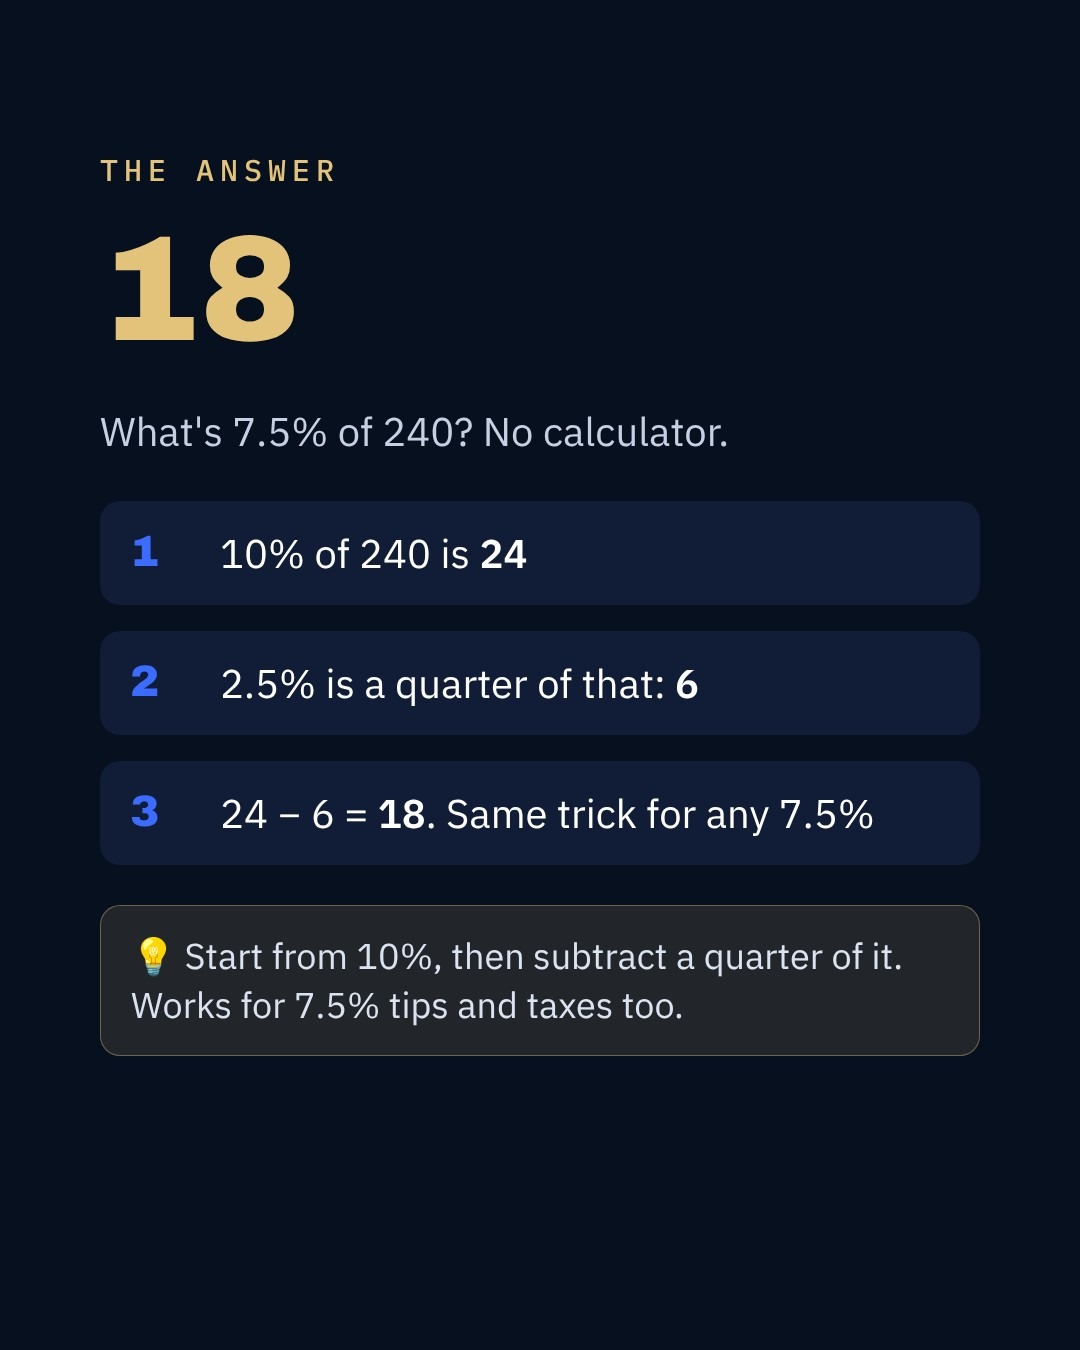 THE ANSWER
18
What's 7.5% of 240? No calculator.
1 10% of 240 is 24
2 2.5% is a quarter of that: 6
3 24 − 6 = 18. Same trick for any 7.5%
💡 Start from 10%, then subtract a quarter of it.
Works for 7.5% tips and taxes too.